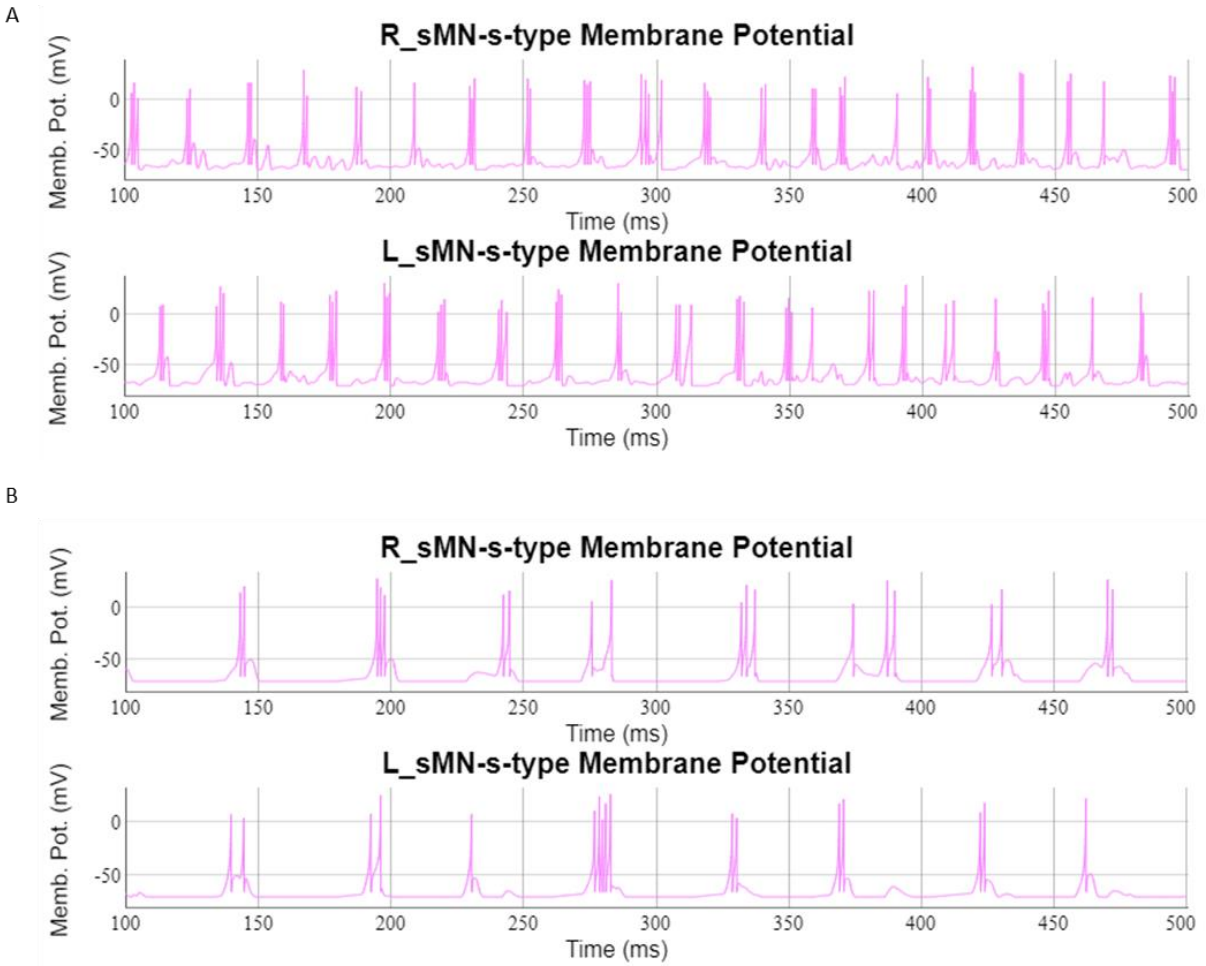 A
R_sMN-s-type Membrane Potential
Memb. Pot. (mV)
0
-50
100 150 200 250 300 350 400 450 500
Time (ms)
L_sMN-s-type Membrane Potential
Memb. Pot. (mV)
0
-50
100 150 200 250 300 350 400 450 500
Time (ms)
B
R_sMN-s-type Membrane Potential
Memb. Pot. (mV)
0
-50
100 150 200 250 300 350 400 450 500
Time (ms)
L_sMN-s-type Membrane Potential
Memb. Pot. (mV)
0
-50
100 150 200 250 300 350 400 450 500
Time (ms)